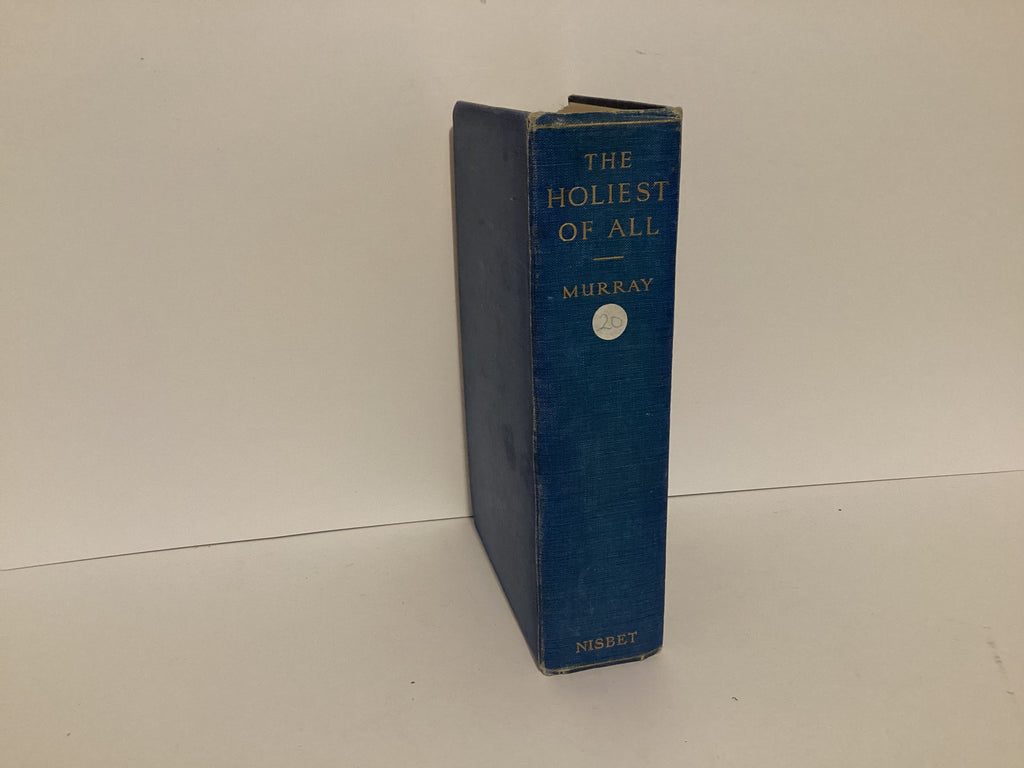 THE
HOLIEST
OF ALL
MURRAY
20
NISBET